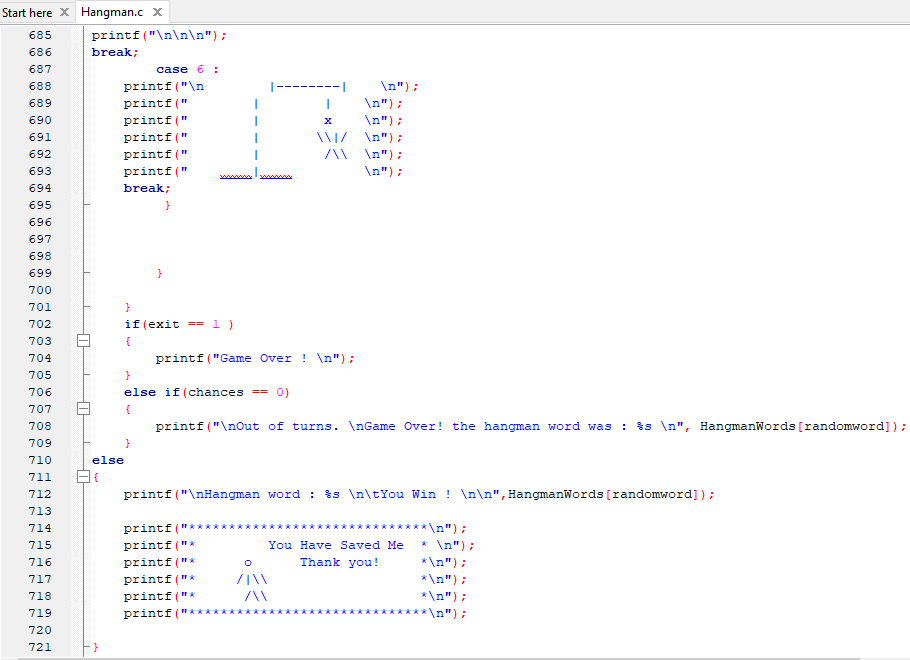 Start here X Hangman.c X
685 printf("\n\n\n");
686 break;
687         case 6 :
688     printf("\n        |--------|    \n");
689     printf("        |        |    \n");
690     printf("        |        x    \n");
691     printf("        |       \\|/  \n");
692     printf("        |        /\\  \n");
693     printf("    ____|____         \n");
694     break;
695          }
696
697
698
699         }
700
701     }
702     if(exit == 1 )
703     {
704         printf("Game Over ! \n");
705     }
706     else if(chances == 0)
707     {
708         printf("\nOut of turns. \nGame Over! the hangman word was : %s \n", HangmanWords[randomword]);
709     }
710 else
711 {
712     printf("\nHangman word : %s \n\tYou Win ! \n\n",HangmanWords[randomword]);
713
714     printf("******************************\n");
715     printf("*         You Have Saved Me  * \n");
716     printf("*      o      Thank you!     *\n");
717     printf("*     /|\\                   *\n");
718     printf("*      /\\                   *\n");
719     printf("******************************\n");
720
721 }